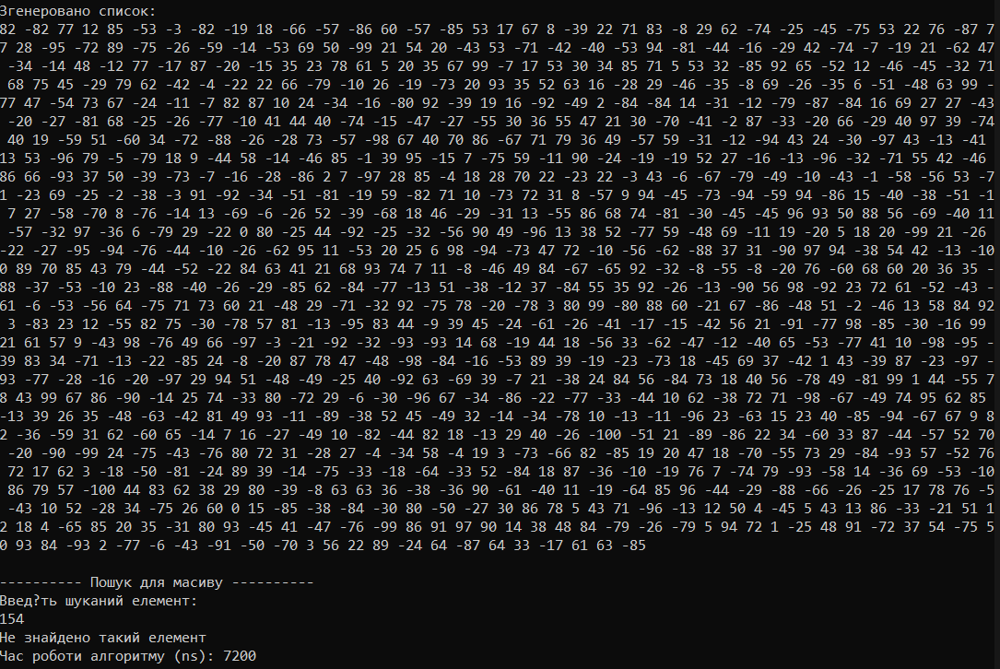 Згенеровано список:
82 -82 77 12 85 -53 -3 -82 -19 18 -66 -57 -86 60 -57 -85 53 17 67 8 -39 22 71 83 -8 29 62 -74 -25 -45 -75 53 22 76 -87 7
7 28 -95 -72 89 -75 -26 -59 -14 -53 69 50 -99 21 54 20 -43 53 -71 -42 -40 -53 94 -81 -44 -16 -29 42 -74 -7 -19 21 -62 47
-34 -14 48 -12 77 -17 87 -20 -15 35 23 78 61 5 20 35 67 99 -7 17 53 30 34 85 71 5 53 32 -85 92 65 -52 12 -46 -45 -32 71
68 75 45 -29 79 62 -42 -4 -22 22 66 -79 -10 26 -19 -73 20 93 35 52 63 16 -28 29 -46 -35 -8 69 -26 -35 6 -51 -48 63 99 -
77 47 -54 73 67 -24 -11 -7 82 87 10 24 -34 -16 -80 92 -39 19 16 -92 -49 2 -84 -84 14 -31 -12 -79 -87 -84 16 69 27 27 -43
-20 -27 -81 68 -25 -26 -77 -10 41 44 40 -74 -15 -47 -27 -55 30 36 55 47 21 30 -70 -41 -2 87 -33 -20 66 -29 40 97 39 -74
40 19 -59 51 -60 34 -72 -88 -26 -28 73 -57 -98 67 40 70 86 -67 71 79 36 49 -57 59 -31 -12 -94 43 24 -30 -97 43 -13 -41
13 53 -96 79 -5 -79 18 9 -44 58 -14 -46 85 -1 39 95 -15 7 -75 59 -11 90 -24 -19 -19 52 27 -16 -13 -96 -32 -71 55 42 -46
86 66 -93 37 50 -39 -73 -7 -16 -28 -86 2 7 -97 28 85 -4 18 28 70 22 -23 22 -3 43 -6 -67 -79 -49 -10 -43 -1 -58 -56 53 -7
1 -23 69 -25 -2 -38 -3 91 -92 -34 -51 -81 -19 59 -82 71 10 -73 72 31 8 -57 9 94 -45 -73 -94 -59 94 -86 15 -40 -38 -51 -1
7 27 -58 -70 8 -76 -14 13 -69 -6 -26 52 -39 -68 18 46 -29 -31 13 -55 86 68 74 -81 -30 -45 -45 96 93 50 88 56 -69 -40 11
-57 -32 97 -36 6 -79 29 -22 0 80 -25 44 -92 -25 -32 -56 90 49 -96 13 38 52 -77 59 -48 69 -11 19 -20 5 18 20 -99 21 -26
-22 -27 -95 -94 -76 -44 -10 -26 -62 95 11 -53 20 25 6 98 -94 -73 47 72 -10 -56 -62 -88 37 31 -90 97 94 -38 54 42 -13 -10
0 89 70 85 43 79 -44 -52 -22 84 63 41 21 68 93 74 7 11 -8 -46 49 84 -67 -65 92 -32 -8 -55 -8 -20 76 -60 68 60 20 36 35 -
88 -37 -53 -10 23 -88 -40 -26 -29 -85 62 -84 -77 -13 51 -38 -12 37 -84 55 35 92 -26 -13 -90 56 98 -92 23 72 61 -52 -43 -
61 -6 -53 -56 64 -75 71 73 60 21 -48 29 -71 -32 92 -75 78 -20 -78 3 80 99 -80 88 60 -21 67 -86 -48 51 -2 -46 13 58 84 92
3 -83 23 12 -55 82 75 -30 -78 57 81 -13 -95 83 44 -9 39 45 -24 -61 -26 -41 -17 -15 -42 56 21 -91 -77 98 -85 -30 -16 99
21 61 57 9 -43 98 -76 49 66 -97 -3 -21 -92 -32 -93 -93 14 68 -19 44 18 -56 33 -62 -47 -12 -40 65 -53 -77 41 10 -98 -95 -
39 83 34 -71 -13 -22 -85 24 -8 -20 87 78 47 -48 -98 -84 -16 -53 89 39 -19 -23 -73 18 -45 69 37 -42 1 43 -39 87 -23 -97 -
93 -77 -28 -16 -20 -97 29 94 51 -48 -49 -25 40 -92 63 -69 39 -7 21 -38 24 84 56 -84 73 18 40 56 -78 49 -81 99 1 44 -55 7
8 43 99 67 86 -90 -14 25 74 -33 80 -72 29 -6 -30 -96 67 -34 -86 -22 -77 -33 -44 10 62 -38 72 71 -98 -67 -49 74 95 62 85
-13 39 26 35 -48 -63 -42 81 49 93 -11 -89 -38 52 45 -49 32 -14 -34 -78 10 -13 -11 -96 23 -63 15 23 40 -85 -94 -67 67 9 8
2 -36 -59 31 62 -60 65 -14 7 16 -27 -49 10 -82 -44 82 18 -13 29 40 -26 -100 -51 21 -89 -86 22 34 -60 33 87 -44 -57 52 70
-20 -90 -99 24 -75 -43 -76 80 72 31 -28 27 -4 -34 58 -4 19 3 -73 -66 82 -85 19 20 47 18 -70 -55 73 29 -84 -93 57 -52 76
72 17 62 3 -18 -50 -81 -24 89 39 -14 -75 -33 -18 -64 -33 52 -84 18 87 -36 -10 -19 76 7 -74 79 -93 -58 14 -36 69 -53 -10
86 79 57 -100 44 83 62 38 29 80 -39 -8 63 63 36 -38 -36 90 -61 -40 11 -19 -64 85 96 -44 -29 -88 -66 -26 -25 17 78 76 -5
-43 10 52 -28 34 -75 26 60 0 15 -85 -38 -84 -30 80 -50 -27 30 86 78 5 43 71 -96 -13 12 50 4 -45 5 43 13 86 -33 -21 51 1
2 18 4 -65 85 20 35 -31 80 93 -45 41 -47 -76 -99 86 91 97 90 14 38 48 84 -79 -26 -79 5 94 72 1 -25 48 91 -72 37 54 -75 5
0 93 84 -93 2 -77 -6 -43 -91 -50 -70 3 56 22 89 -24 64 -87 64 33 -17 61 63 -85
---------- Пошук для масиву ----------
Введ?ть шуканий елемент:
154
Не знайдено такий елемент
Час роботи алгоритму (ns): 7200